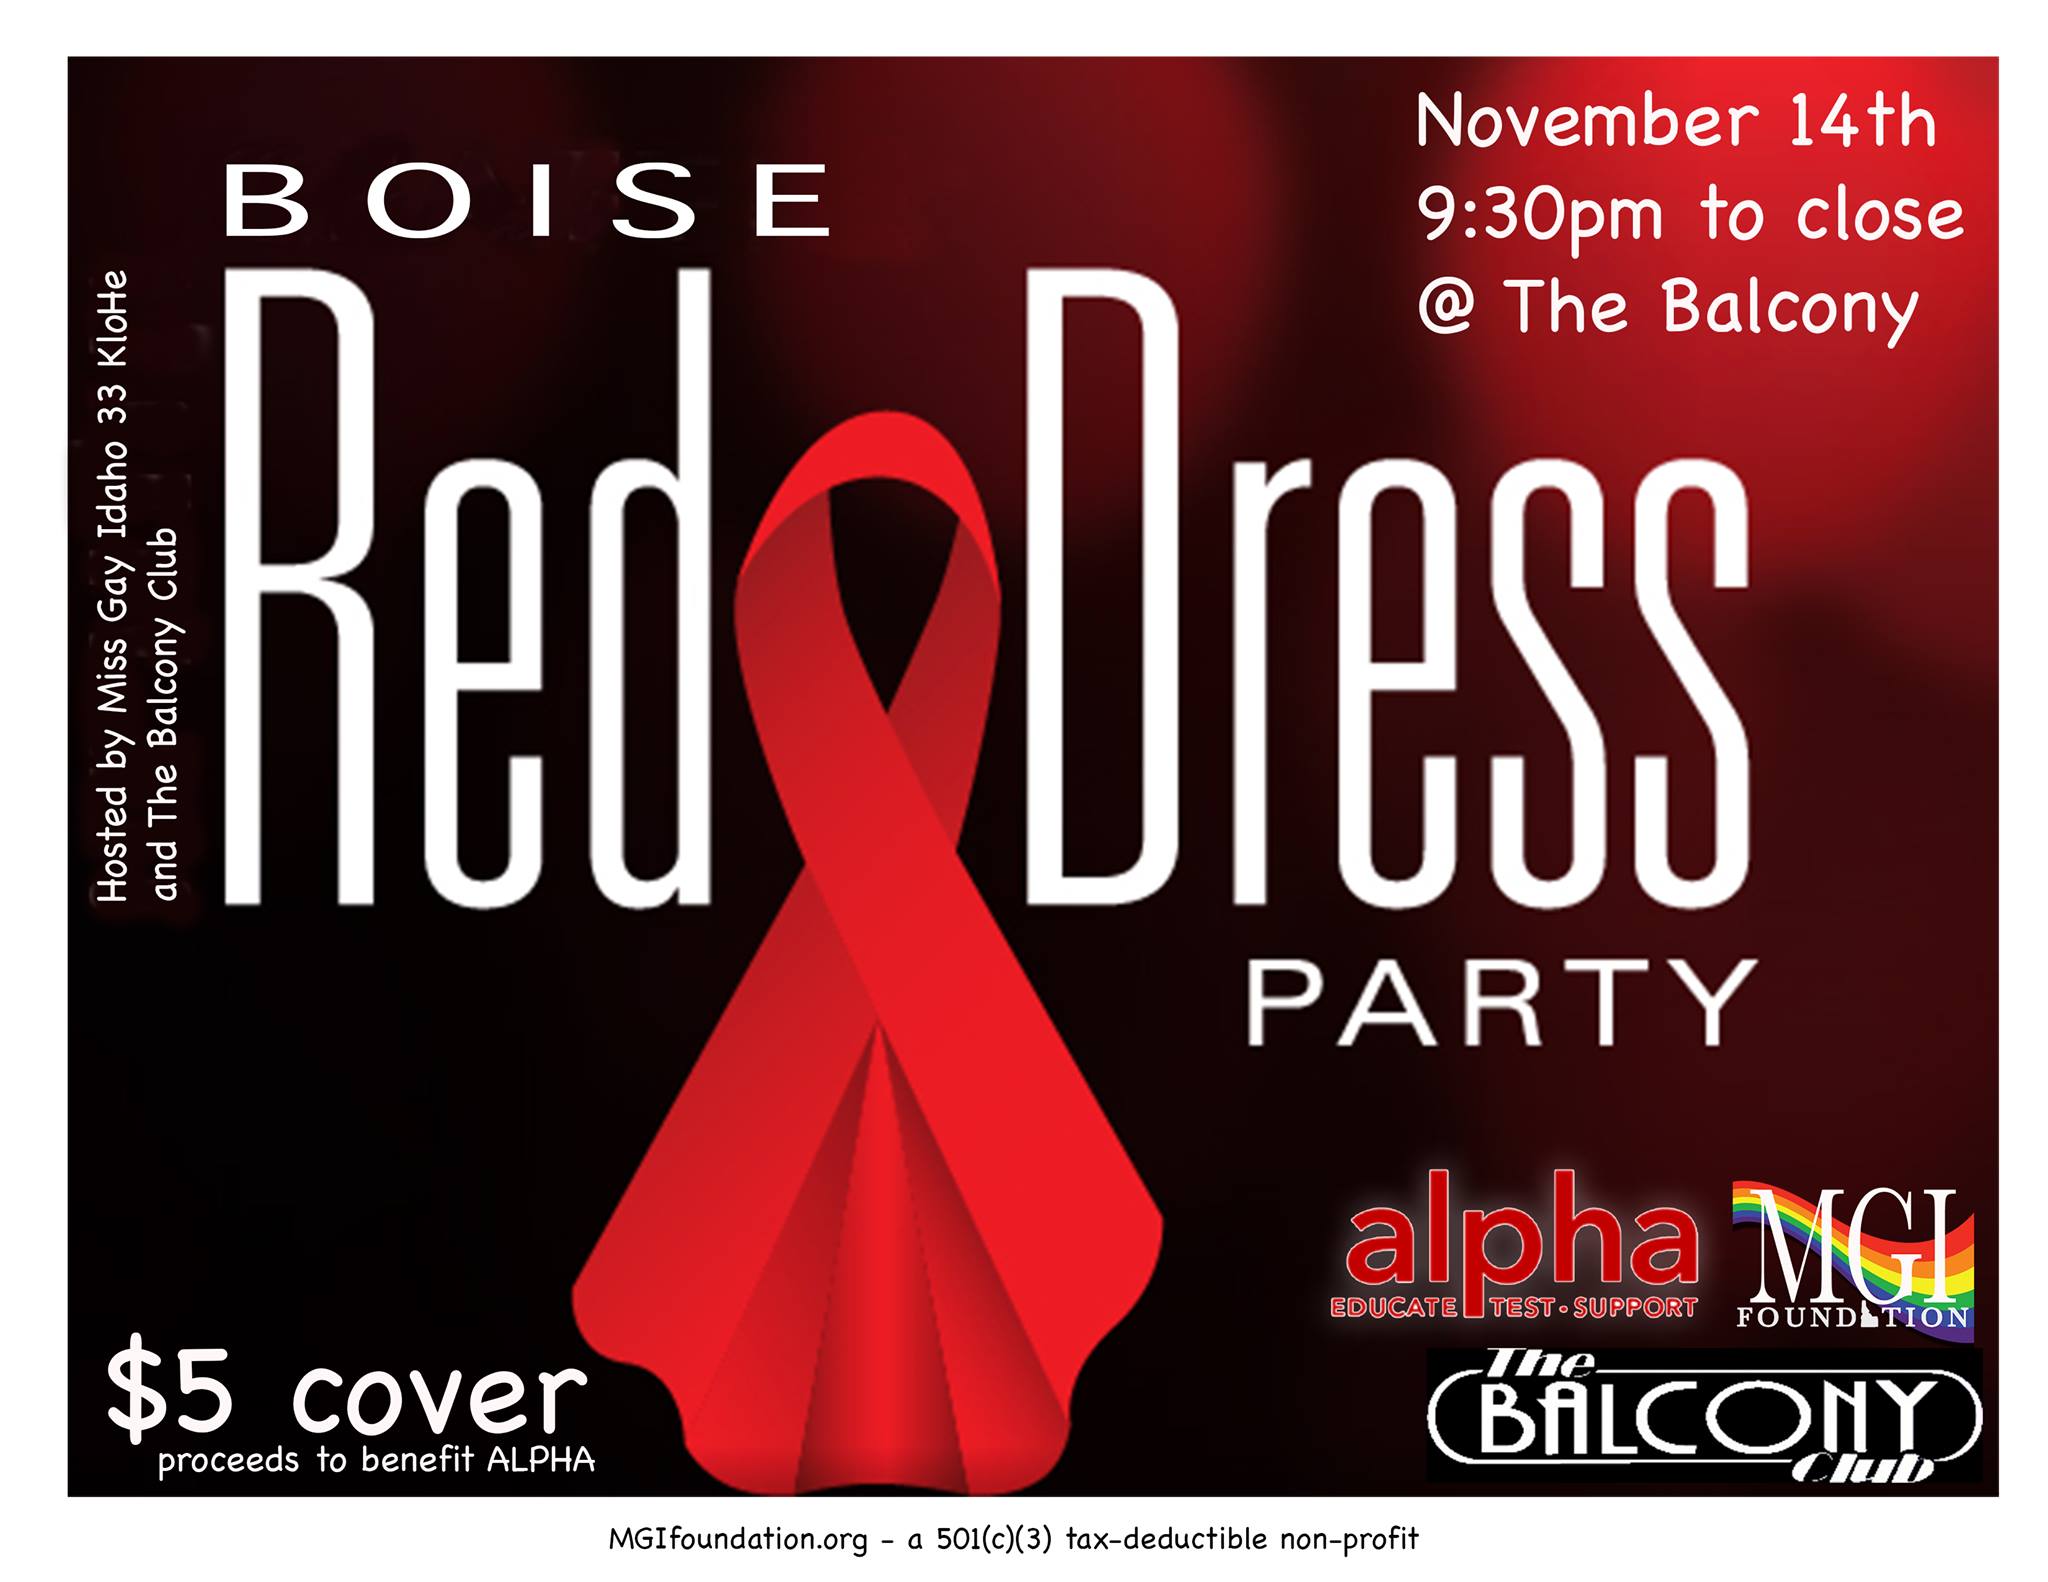 BOISE
Red Dress
PARTY
November 14th
9:30pm to close
@ The Balcony
Hosted by Miss Gay Idaho 33 KloHe
and The Balcony Club
$5 cover
proceeds to benefit ALPHA
alpha
EDUCATE TEST • SUPPORT
MGI
FOUNDATION
The
BALCONY
Club
MGIfoundation.org - a 501(c)(3) tax-deductible non-profit